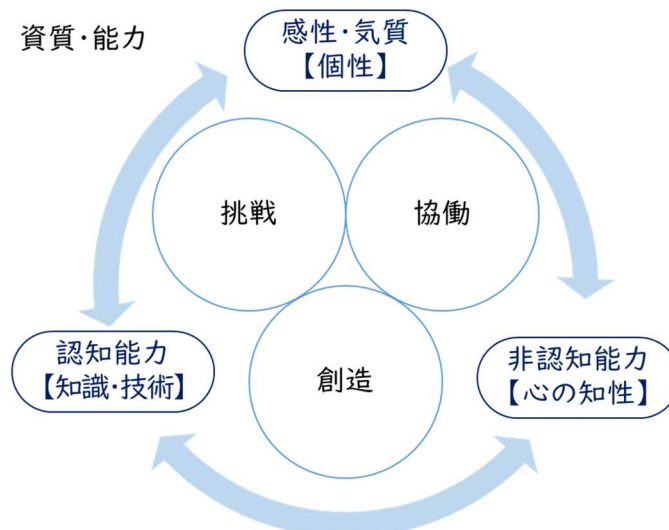 資質・能力
感性・気質
【個性】
挑戦
協働
認知能力
【知識・技術】
創造
非認知能力
【心の知性】